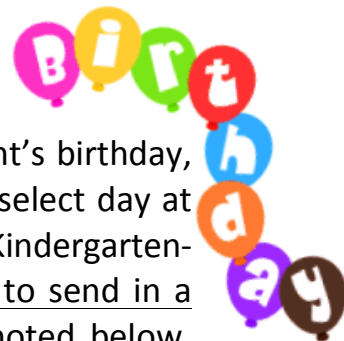 Birthday
nt's birthday,
select day at
Kindergarten-
to send in a
noted below.